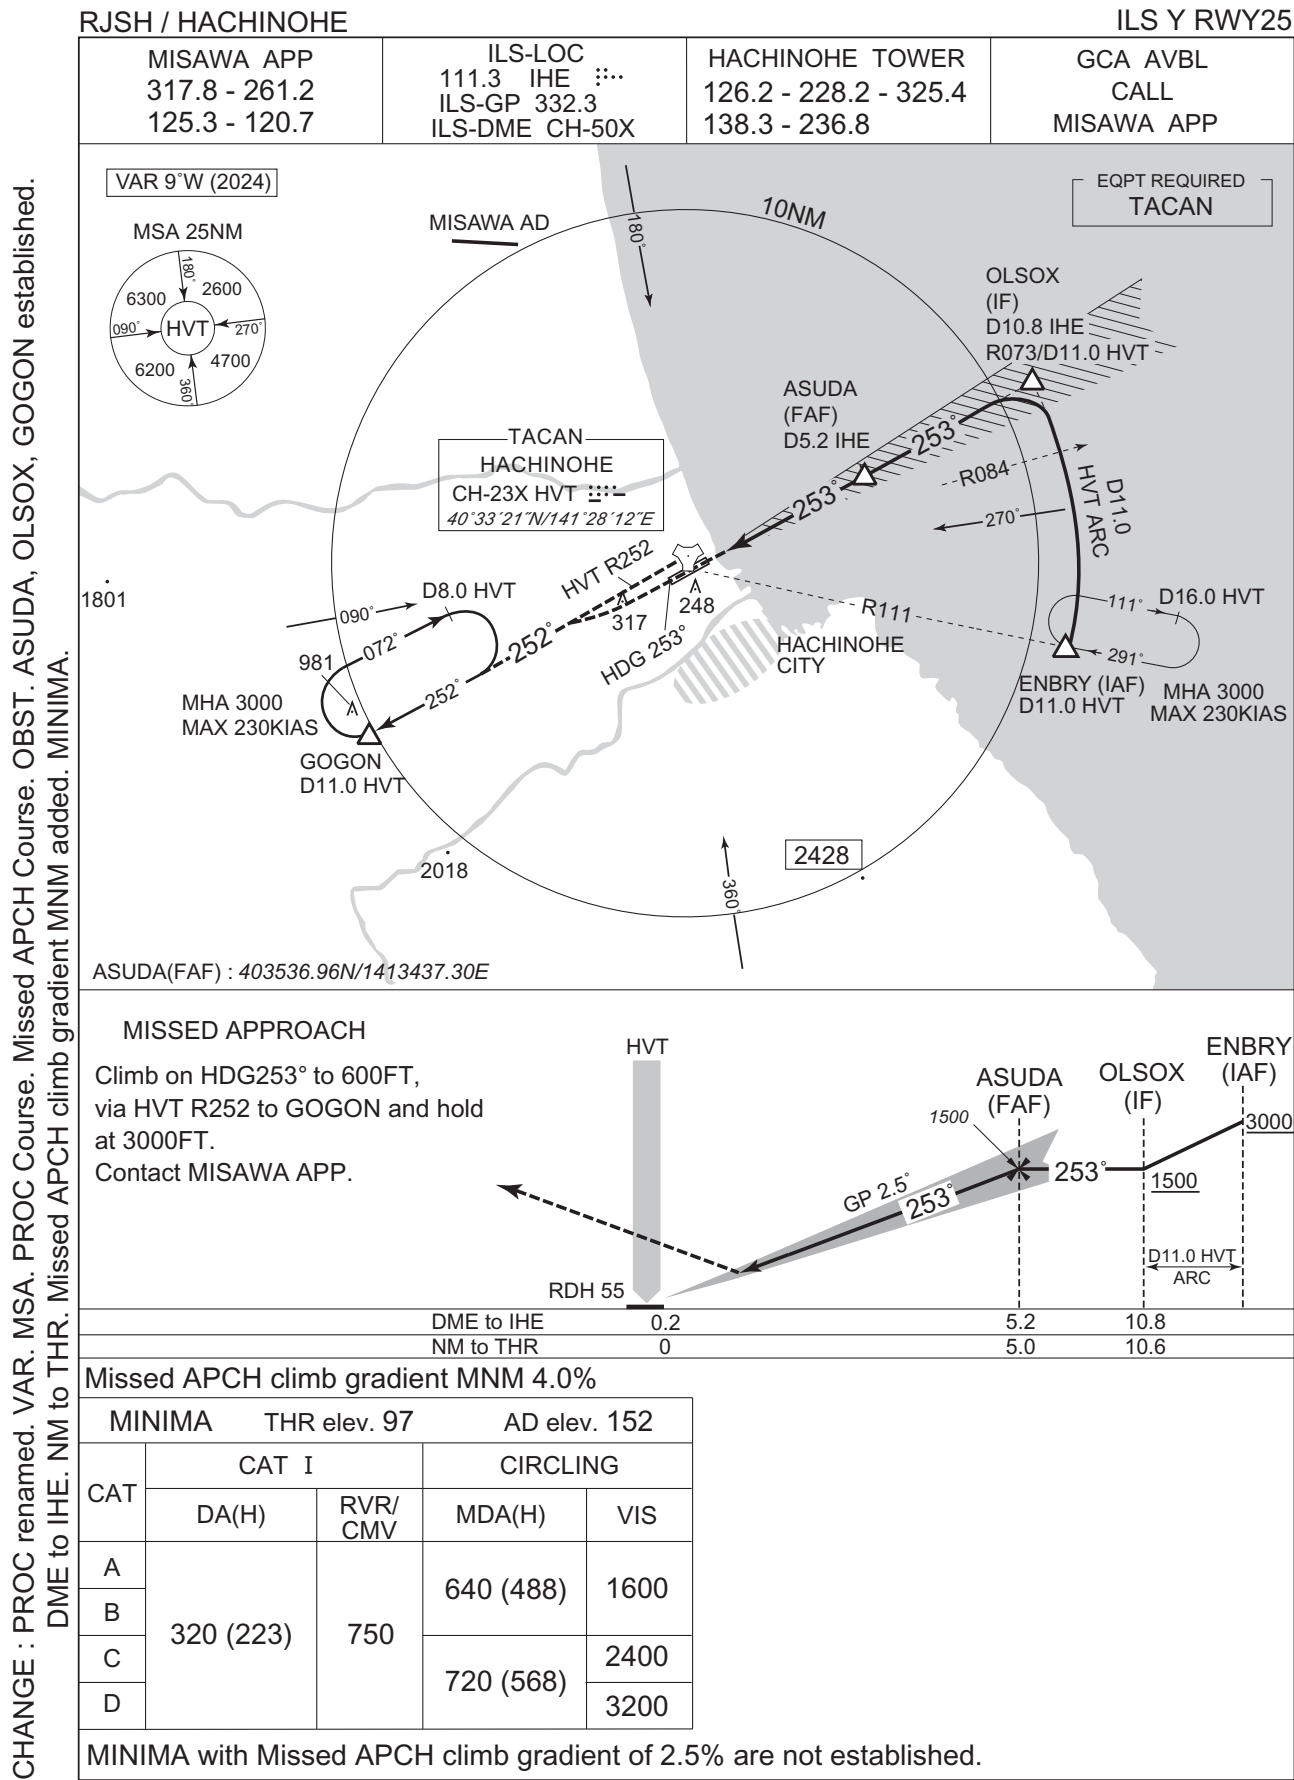 RJSH / HACHINOHE
ILS Y RWY25
MISAWA APP
317.8 - 261.2
125.3 - 120.7
ILS-LOC
111.3 IHE
ILS-GP 332.3
ILS-DME CH-50X
HACHINOHE TOWER
126.2 - 228.2 - 325.4
138.3 - 236.8
GCA AVBL
CALL
MISAWA APP
VAR 9°W (2024)
MSA 25NM
180°
6300
2600
090°
HVT
270°
6200
4700
360°
MISAWA AD
180°
10NM
EQPT REQUIRED
TACAN
OLSOX
(IF)
D10.8 IHE
R073/D11.0 HVT
ASUDA
(FAF)
D5.2 IHE
253°
R084
D11.0
HVT ARC
253°
270°
TACAN
HACHINOHE
CH-23X HVT
40°33′21″N/141°28′12″E
1801
D8.0 HVT
HVT R252
090°
072°
317
248
R111
111°
D16.0 HVT
252°
HDG 253°
HACHINOHE
CITY
291°
981
252°
MHA 3000
MAX 230KIAS
ENBRY (IAF)
D11.0 HVT
MHA 3000
MAX 230KIAS
GOGON
D11.0 HVT
2018
2428
360°
ASUDA(FAF) : 403536.96N/1413437.30E
MISSED APPROACH
Climb on HDG253° to 600FT,
via HVT R252 to GOGON and hold
at 3000FT.
Contact MISAWA APP.
HVT
ASUDA
(FAF)
OLSOX
(IF)
ENBRY
(IAF)
1500
3000
253°
1500
GP 2.5°
253°
D11.0 HVT
ARC
RDH 55
DME to IHE 0.2 5.2 10.8
NM to THR 0 5.0 10.6
Missed APCH climb gradient MNM 4.0%
MINIMA THR elev. 97 AD elev. 152
CAT
CAT I
CIRCLING
DA(H)
RVR/
CMV
MDA(H)
VIS
A
B
C
D
320 (223)
750
640 (488)
1600
720 (568)
2400
3200
MINIMA with Missed APCH climb gradient of 2.5% are not established.
CHANGE : PROC renamed. VAR. MSA. PROC Course. Missed APCH Course. OBST. ASUDA, OLSOX, GOGON established.
DME to IHE. NM to THR. Missed APCH climb gradient MNM added. MINIMA.